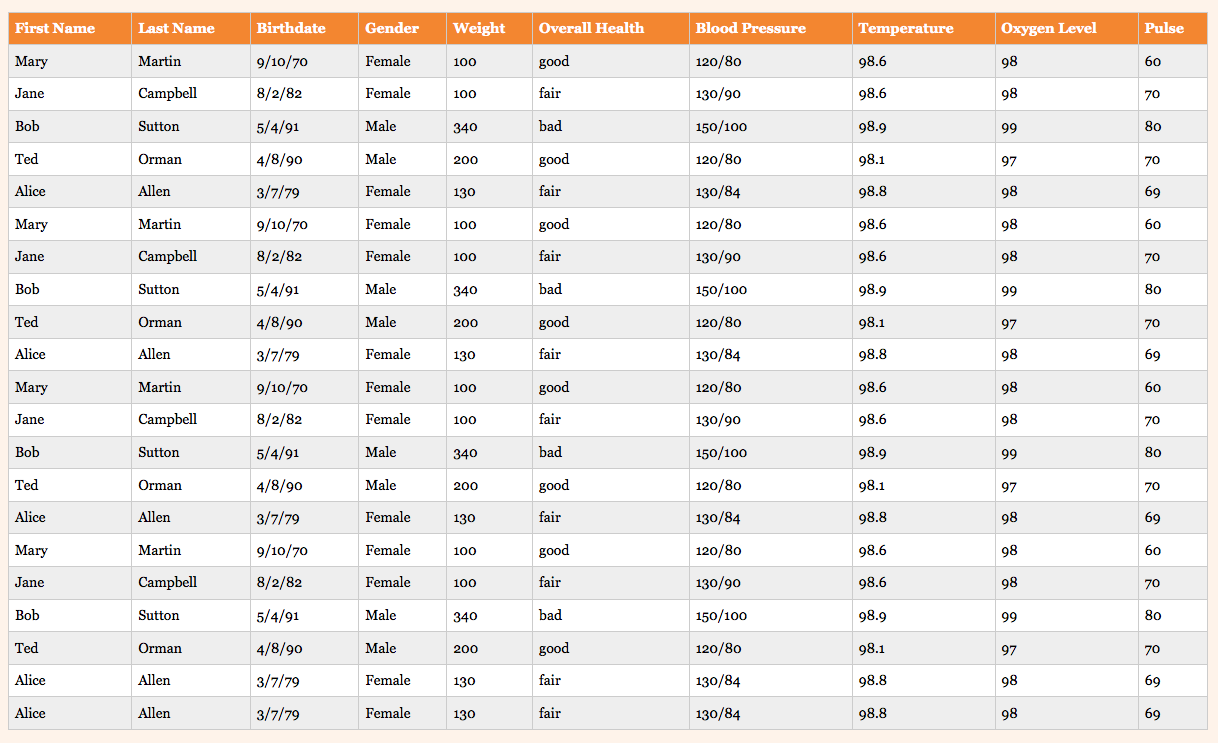 First Name Last Name Birthdate Gender Weight Overall Health Blood Pressure Temperature Oxygen Level Pulse
Mary Martin 9/10/70 Female 100 good 120/80 98.6 98 60
Jane Campbell 8/2/82 Female 100 fair 130/90 98.6 98 70
Bob Sutton 5/4/91 Male 340 bad 150/100 98.9 99 80
Ted Orman 4/8/90 Male 200 good 120/80 98.1 97 70
Alice Allen 3/7/79 Female 130 fair 130/84 98.8 98 69
Mary Martin 9/10/70 Female 100 good 120/80 98.6 98 60
Jane Campbell 8/2/82 Female 100 fair 130/90 98.6 98 70
Bob Sutton 5/4/91 Male 340 bad 150/100 98.9 99 80
Ted Orman 4/8/90 Male 200 good 120/80 98.1 97 70
Alice Allen 3/7/79 Female 130 fair 130/84 98.8 98 69
Mary Martin 9/10/70 Female 100 good 120/80 98.6 98 60
Jane Campbell 8/2/82 Female 100 fair 130/90 98.6 98 70
Bob Sutton 5/4/91 Male 340 bad 150/100 98.9 99 80
Ted Orman 4/8/90 Male 200 good 120/80 98.1 97 70
Alice Allen 3/7/79 Female 130 fair 130/84 98.8 98 69
Mary Martin 9/10/70 Female 100 good 120/80 98.6 98 60
Jane Campbell 8/2/82 Female 100 fair 130/90 98.6 98 70
Bob Sutton 5/4/91 Male 340 bad 150/100 98.9 99 80
Ted Orman 4/8/90 Male 200 good 120/80 98.1 97 70
Alice Allen 3/7/79 Female 130 fair 130/84 98.8 98 69
Alice Allen 3/7/79 Female 130 fair 130/84 98.8 98 69